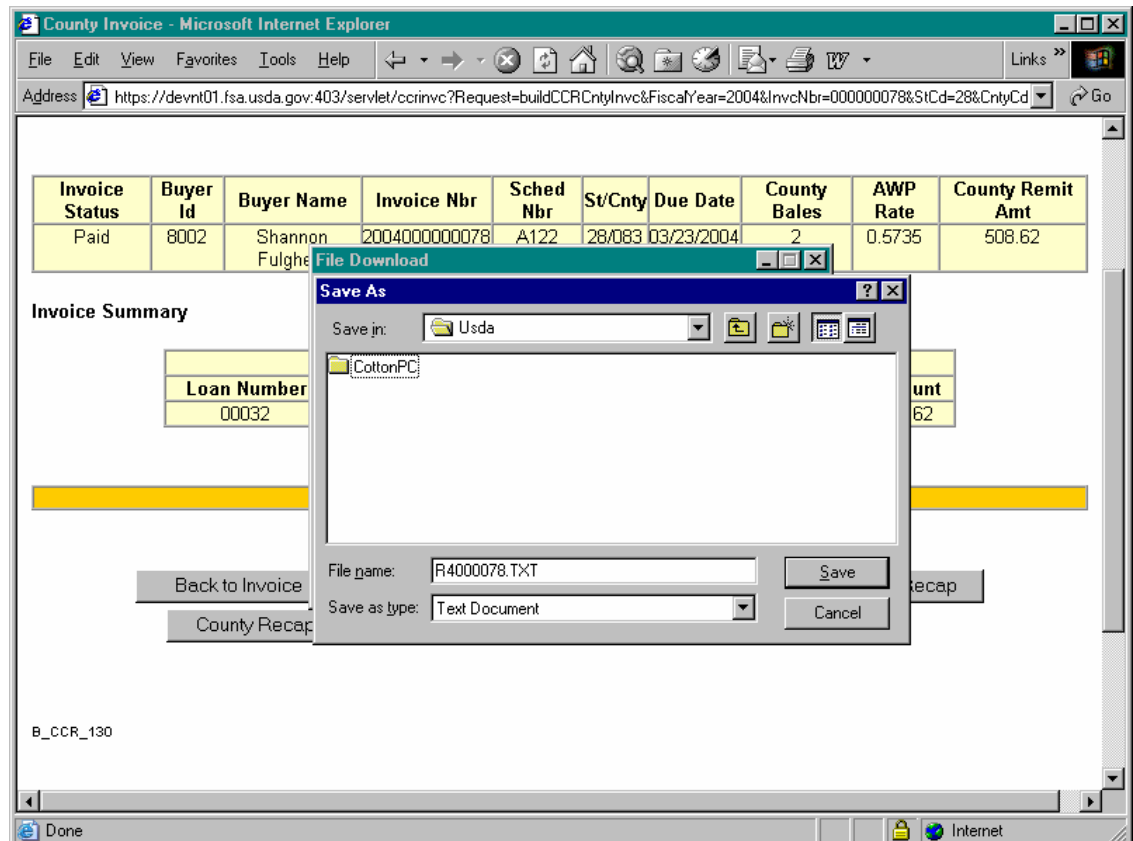 County Invoice - Microsoft Internet Explorer
File Edit View Favorites Tools Help Links »
Address https://devnt01.fsa.usda.gov:403/servlet/ccrinvc?Request=buildCCRCntyInvc&FiscalYear=2004&InvcNbr=000000078&StCd=28&CntyCd Go
Invoice Status Buyer Id Buyer Name Invoice Nbr Sched Nbr St/Cnty Due Date County Bales AWP Rate County Remit Amt
Paid 8002 Shannon 2004000000078 A122 28/083 03/23/2004 2 0.5735 508.62
Fulghe
File Download
Save As
Invoice Summary
Save in: Usda
CottonPC
Loan Number unt
00032 62
File name: R4000078.TXT Save
Back to Invoice ecap
Save as type: Text Document Cancel
County Recap
B_CCR_130
Done Internet